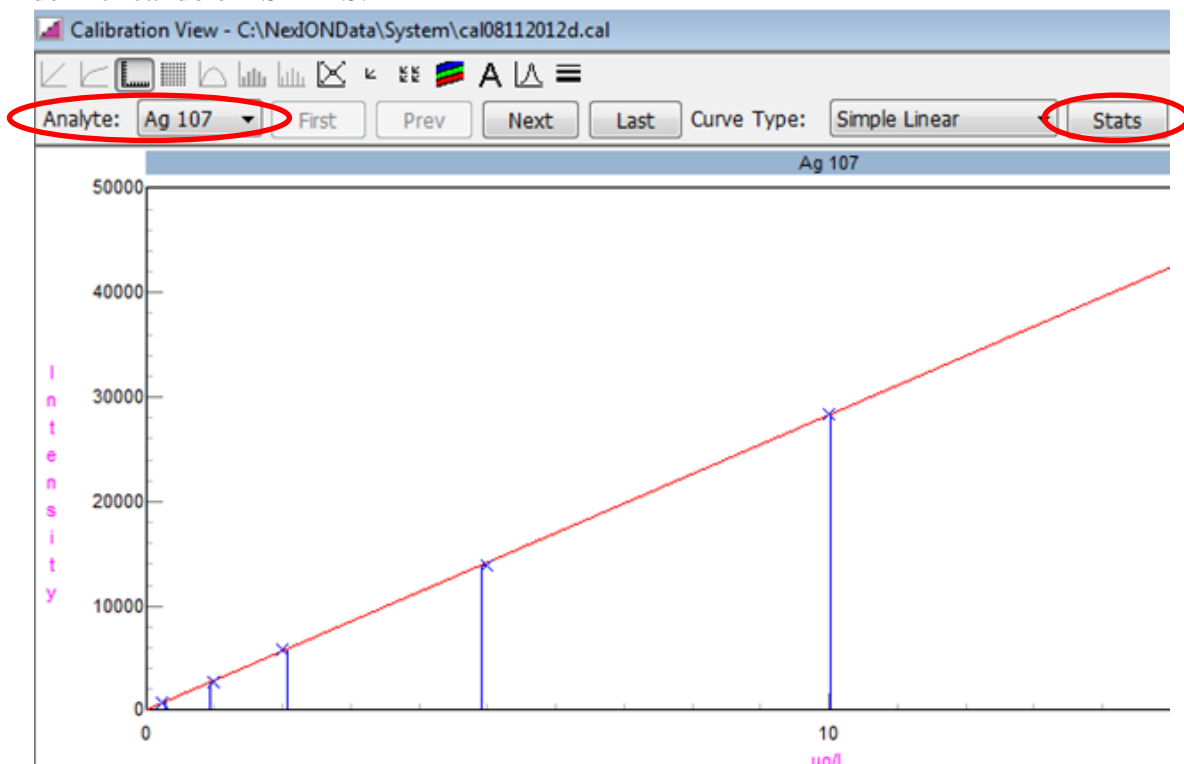 Calibration View - C:\NexIONData\System\cal08112012d.cal
A
Analyte: Ag 107 First Prev Next Last Curve Type: Simple Linear Stats
Ag 107
50000
40000
30000
20000
10000
0
Intensity
0 10